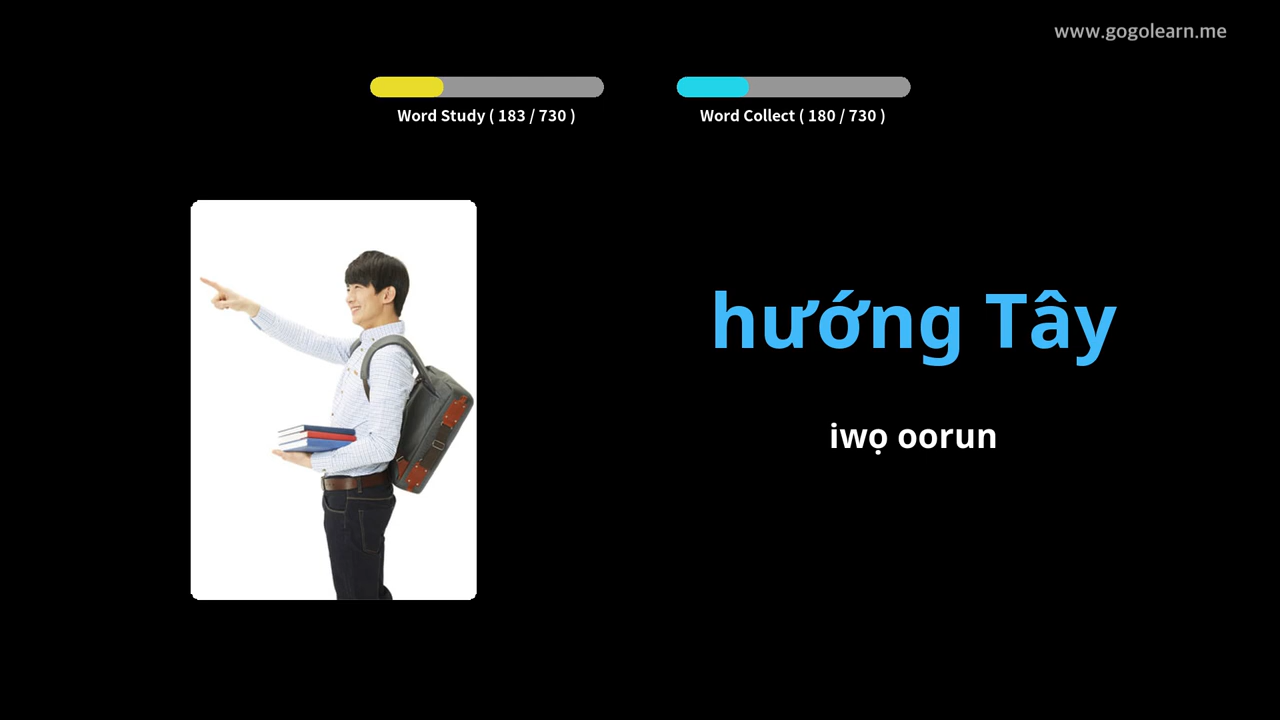 www.gogolearn.me
Word Study ( 183 / 730 )
Word Collect ( 180 / 730 )
hướng Tây
iwọ oorun